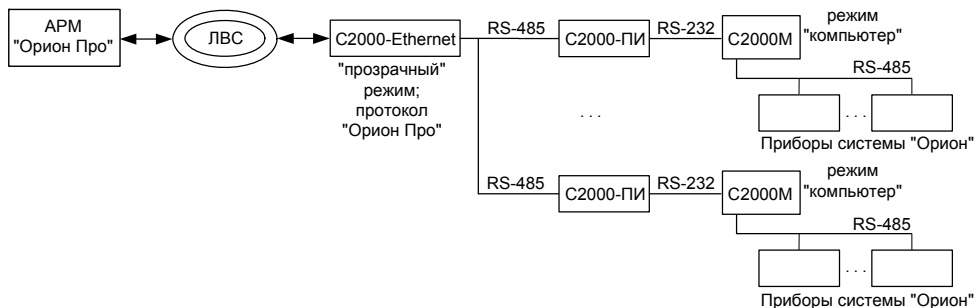 АРМ
"Орион Про"
ЛВС
С2000-Ethernet
"прозрачный"
режим;
протокол
"Орион Про"
RS-485
С2000-ПИ
RS-232
С2000М
режим
"компьютер"
RS-485
. . .
Приборы системы "Орион"
. . .
RS-485
С2000-ПИ
RS-232
С2000М
режим
"компьютер"
RS-485
. . .
Приборы системы "Орион"